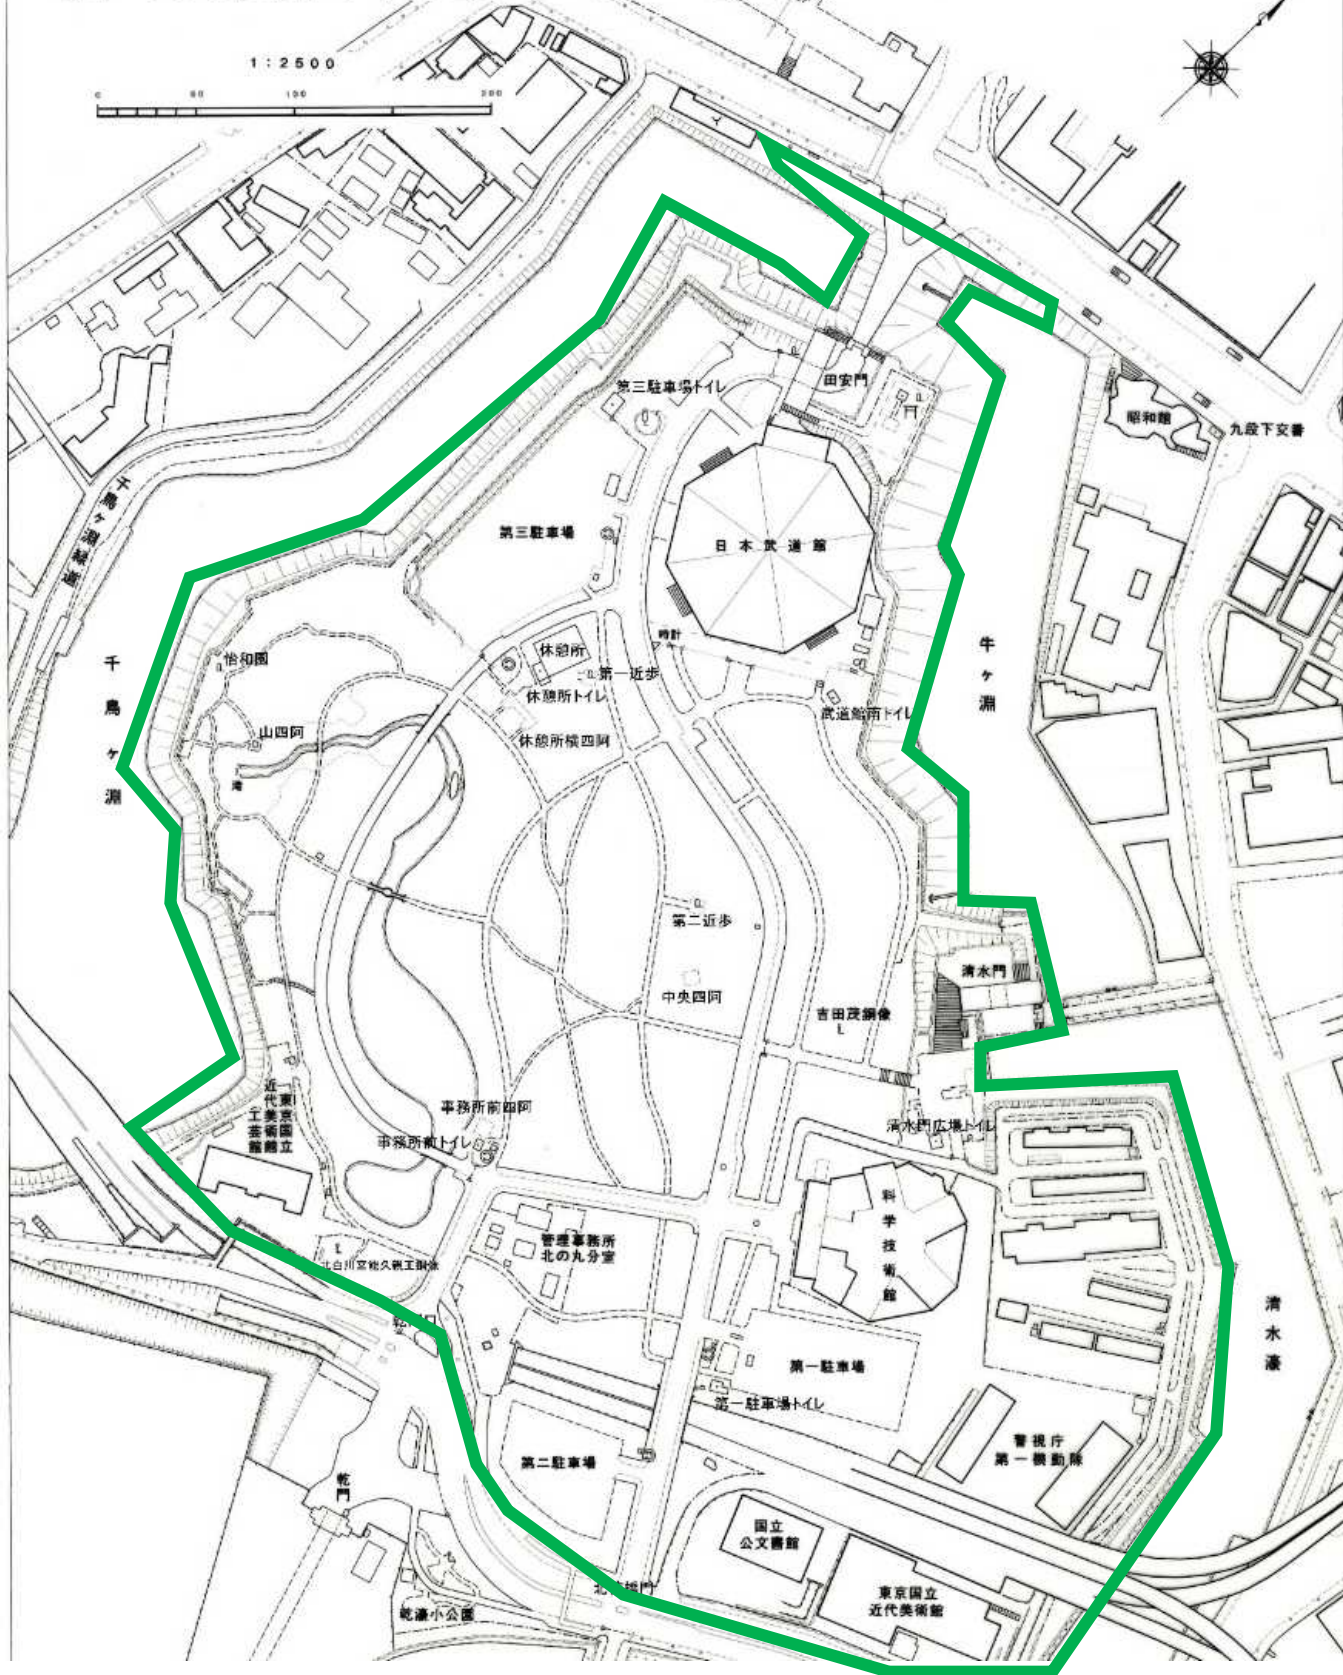 1:2500
0 50 100 200
第三駐車場トイレ
田安門
昭和館
九段下交番
千鳥ヶ淵緑道
第三駐車場
日本武道館
時計
牛ヶ淵
千鳥ヶ淵
怡和園
休憩所
第一近歩
休憩所トイレ
武道館南トイレ
山四阿
休憩所横四阿
滝
第二近歩
清水門
中央四阿
吉田茂銅像
東京国立
近代美術館
工芸館
事務所前四阿
事務所前トイレ
清水門広場トイレ
科学技術館
管理事務所
北の丸分室
北白川宮能久親王銅像
清水濠
第一駐車場
第一駐車場トイレ
警視庁
第一機動隊
第二駐車場
乾門
国立
公文書館
東京国立
近代美術館
乾濠小公園